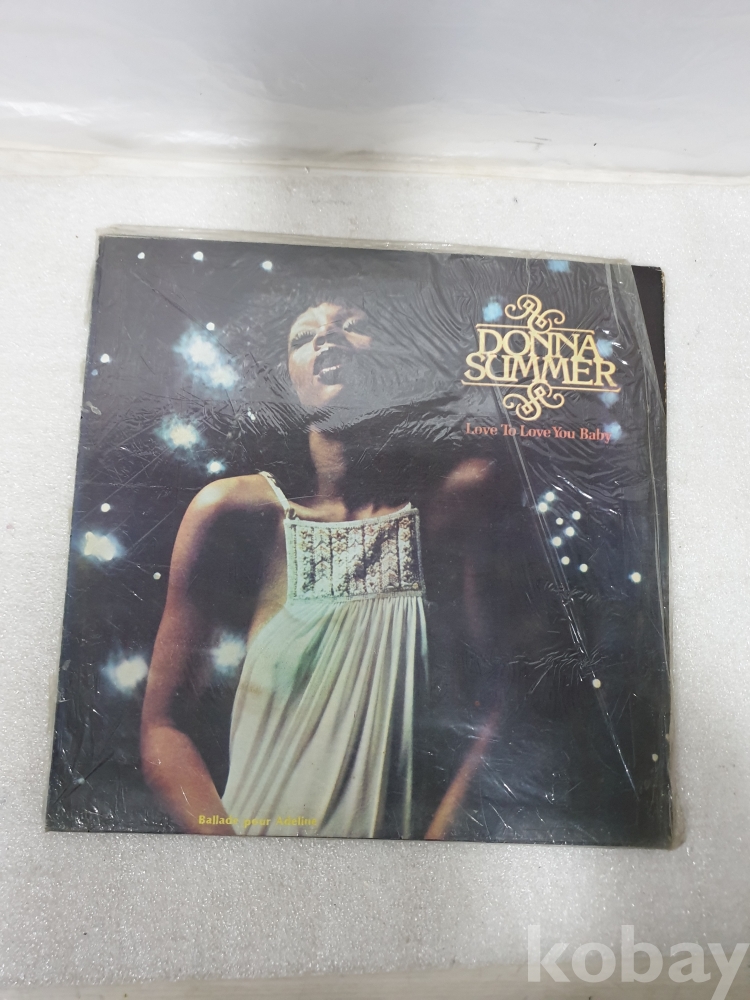 DONNA
SUMMER
Love To Love You Baby
Ballade pour Adeline
kobay